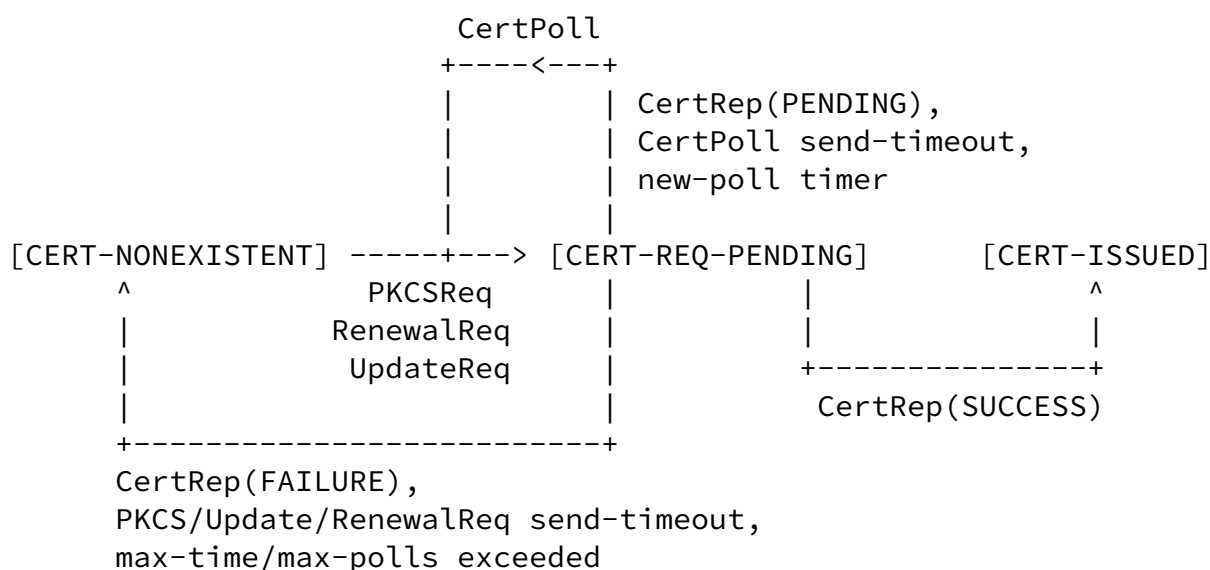 CertPoll
+----<---+
|        | CertRep(PENDING),
|        | CertPoll send-timeout,
|        | new-poll timer
|        |
[CERT-NONEXISTENT] -----+---> [CERT-REQ-PENDING]      [CERT-ISSUED]
^             PKCSReq      |          |               ^
|           RenewalReq     |          |               |
|            UpdateReq     |          +---------------+
|                          |           CertRep(SUCCESS)
+--------------------------+
CertRep(FAILURE),
PKCS/Update/RenewalReq send-timeout,
max-time/max-polls exceeded